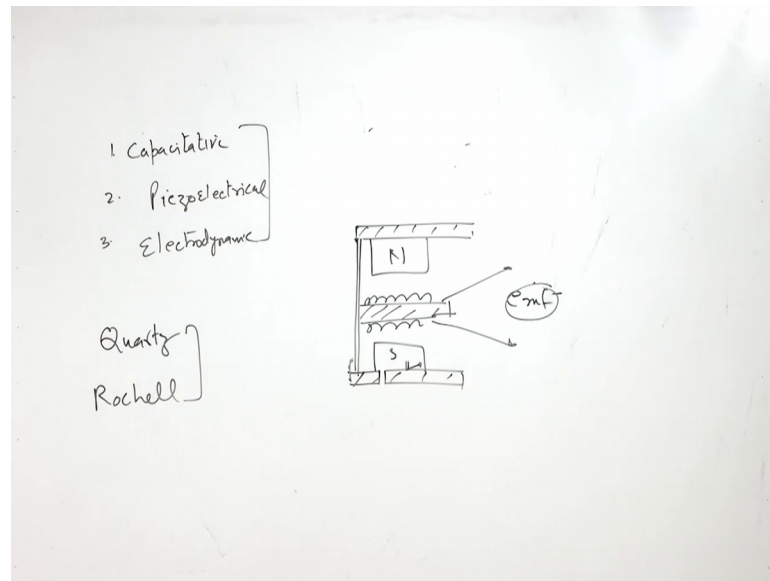 1. Capacitative
2. Piezoelectrical
3. Electrodynamic
N
emf
S
Quartz
Rochell